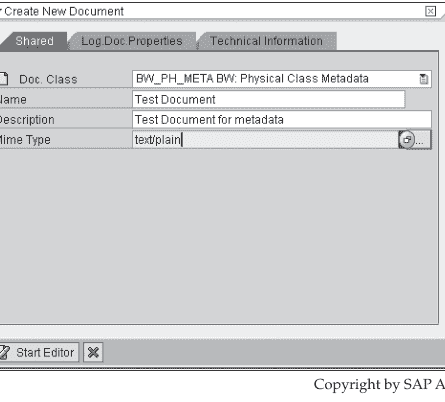 Create New Document
Shared Log.Doc.Properties Technical Information
Doc. Class BW_PH_META BW: Physical Class Metadata
Name Test Document
Description Test Document for metadata
Mime Type text/plain
Start Editor
Copyright by SAP A